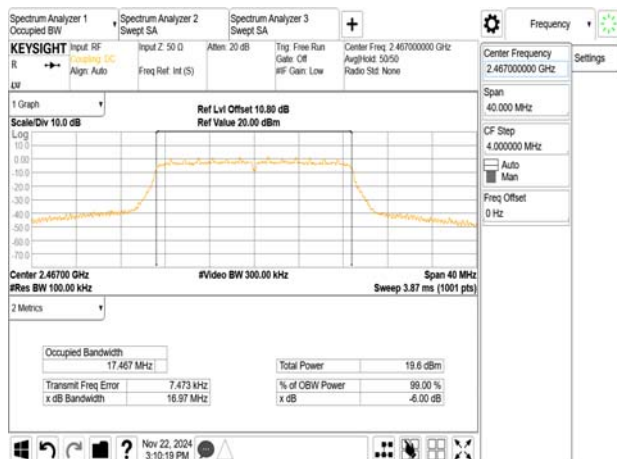 Spectrum Analyzer 1
Occupied BW
Spectrum Analyzer 2
Swept SA
Spectrum Analyzer 3
Swept SA
Frequency
KEYSIGHT
R
Input: RF
Coupling: DC
Align: Auto
Input Z: 50 Ω
Freq Ref: Int (S)
Atten: 20 dB
Trig: Free Run
Gate: Off
#IF Gain: Low
Center Freq: 2.467000000 GHz
Avg|Hold: 50/50
Radio Std: None
Center Frequency
2.467000000 GHz
Settings
Span
40.000 MHz
CF Step
4.000000 MHz
Auto
Man
Freq Offset
0 Hz
1 Graph
Scale/Div 10.0 dB
Ref Lvl Offset 10.80 dB
Ref Value 20.00 dBm
Log
10.0
0.00
-10.0
-20.0
-30.0
-40.0
-50.0
-60.0
-70.0
Center 2.46700 GHz
#Video BW 300.00 kHz
Span 40 MHz
#Res BW 100.00 kHz
Sweep 3.87 ms (1001 pts)
2 Metrics
Occupied Bandwidth
17.467 MHz
Total Power 19.6 dBm
Transmit Freq Error 7.473 kHz
% of OBW Power 99.00 %
x dB Bandwidth 16.97 MHz
x dB -6.00 dB
Nov 22, 2024
3:10:19 PM